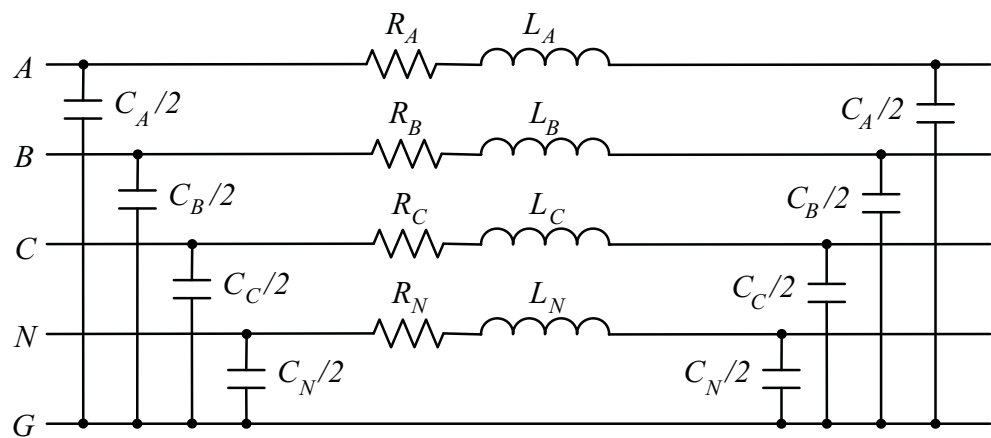 R_A L_A
A
C_A/2 C_A/2
R_B L_B
B
C_B/2 C_B/2
R_C L_C
C
C_C/2 C_C/2
R_N L_N
N
C_N/2 C_N/2
G